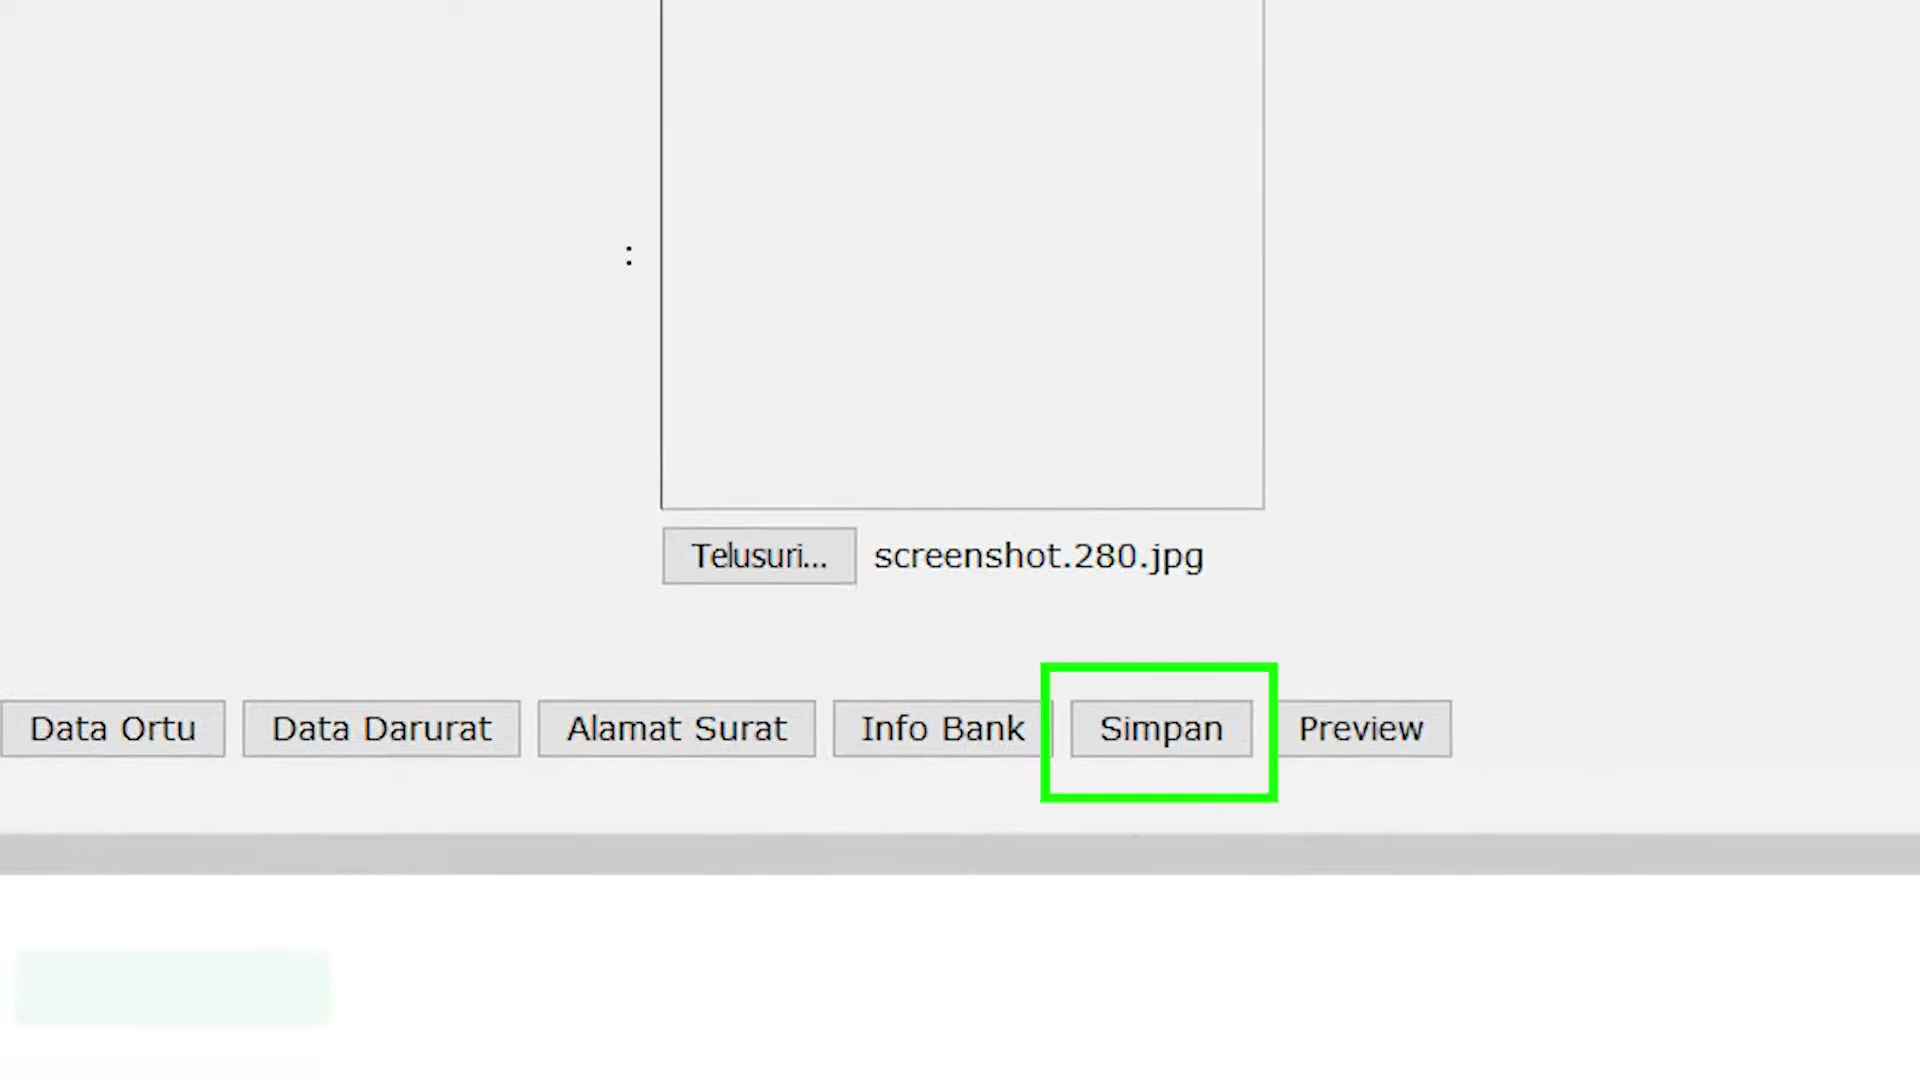 :
Telusuri... screenshot.280.jpg
Data Ortu Data Darurat Alamat Surat Info Bank Simpan Preview